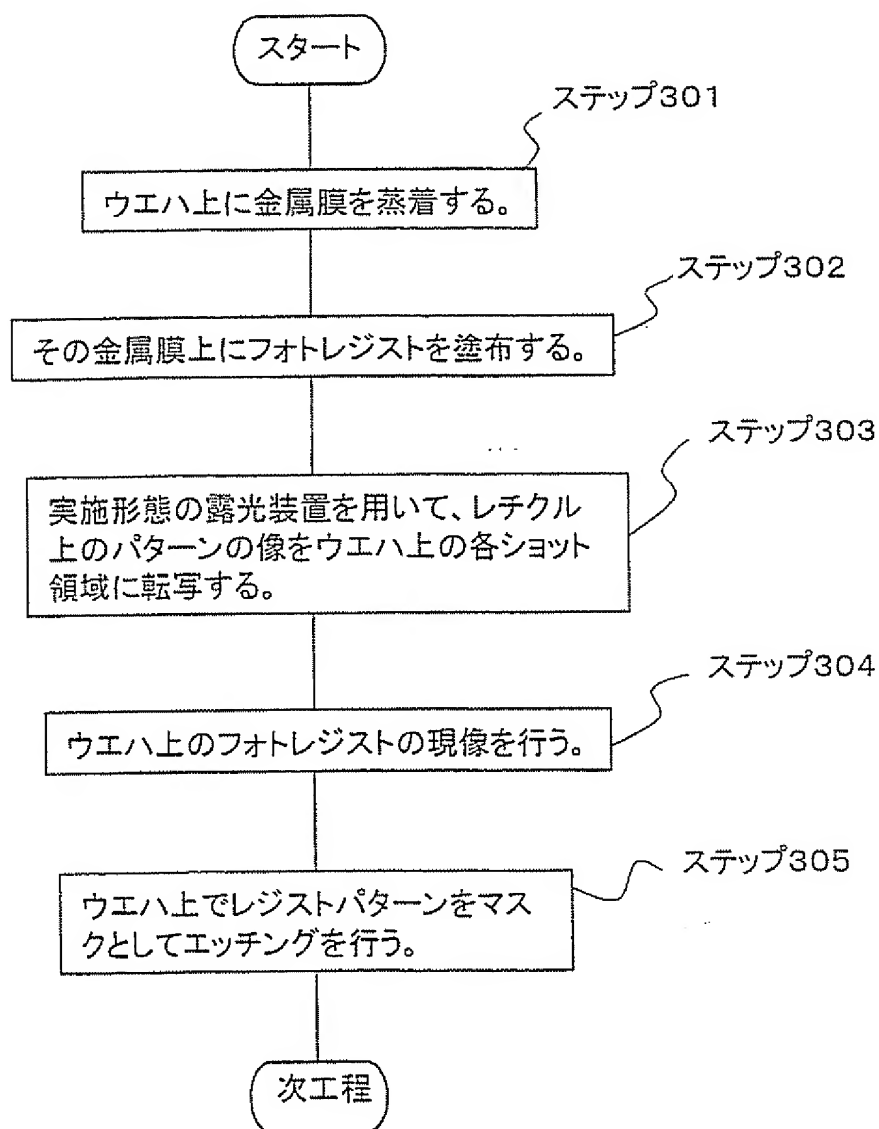 スタート
ステップ301
ウエハ上に金属膜を蒸着する。
ステップ302
その金属膜上にフォトレジストを塗布する。
ステップ303
実施形態の露光装置を用いて、レチクル
上のパターンの像をウエハ上の各ショット
領域に転写する。
ステップ304
ウエハ上のフォトレジストの現像を行う。
ステップ305
ウエハ上でレジストパターンをマス
クとしてエッチングを行う。
次工程